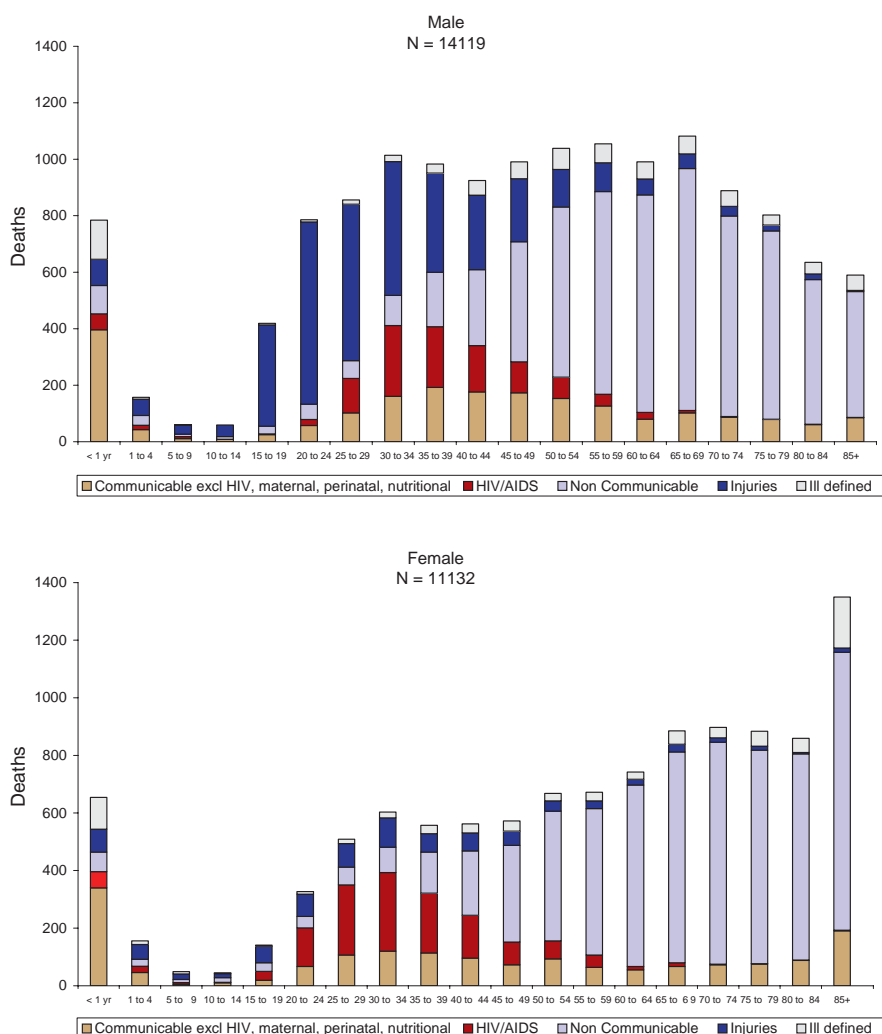 Male
N = 14119
1400
1200
1000
800
600
400
200
0
Deaths
< 1 yr 1 to 4 5 to 9 10 to 14 15 to 19 20 to 24 25 to 29 30 to 34 35 to 39 40 to 44 45 to 49 50 to 54 55 to 59 60 to 64 65 to 69 70 to 74 75 to 79 80 to 84 85+
Communicable excl HIV, maternal, perinatal, nutritional HIV/AIDS Non Communicable Injuries Ill defined
Female
N = 11132
1400
1200
1000
800
600
400
200
0
Deaths
< 1 yr 1 to 4 5 to 9 10 to 14 15 to 19 20 to 24 25 to 29 30 to 34 35 to 39 40 to 44 45 to 49 50 to 54 55 to 59 60 to 64 65 to 6 9 70 to 74 75 to 79 80 to 84 85+
Communicable excl HIV, maternal, perinatal, nutritional HIV/AIDS Non Communicable Injuries Ill defined